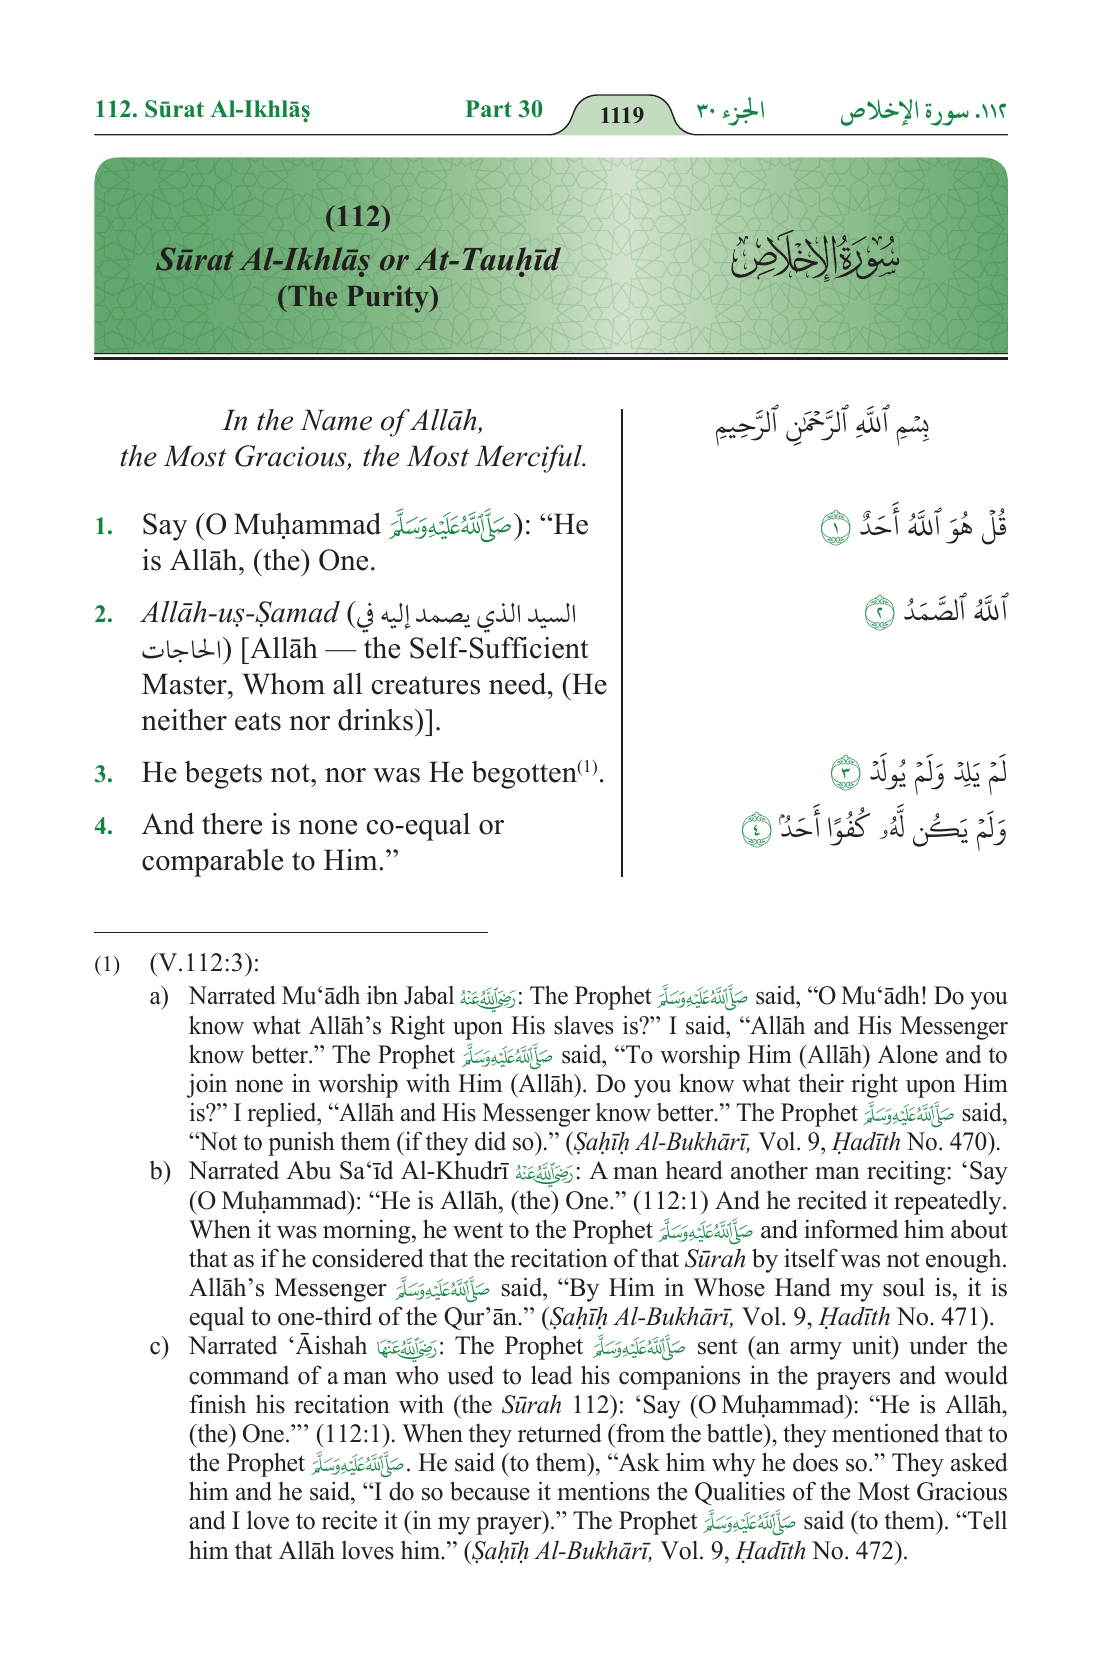 112. Sūrat Al-Ikhlāṣ Part 30 1119 الجزء ٣٠ ١١٢. سورة الإخلاص
(112)
Sūrat Al-Ikhlāṣ or At-Tauḥīd
(The Purity)
سُورَةُ الإِخْلَاصِ
In the Name of Allāh,
the Most Gracious, the Most Merciful.
بِسۡمِ ٱللَّهِ ٱلرَّحۡمَٰنِ ٱلرَّحِيمِ
1. Say (O Muḥammad صَلَّى اللَّهُ عَلَيْهِ وَسَلَّمَ): “He
is Allāh, (the) One.
قُلۡ هُوَ ٱللَّهُ أَحَدٌ ١
2. Allāh-uṣ-Ṣamad (السيد الذي يصمد إليه في
الحاجات) [Allāh — the Self-Sufficient
Master, Whom all creatures need, (He
neither eats nor drinks)].
ٱللَّهُ ٱلصَّمَدُ ٢
3. He begets not, nor was He begotten(1).
لَمۡ يَلِدۡ وَلَمۡ يُولَدۡ ٣
4. And there is none co-equal or
comparable to Him.”
وَلَمۡ يَكُن لَّهُۥ كُفُوًا أَحَدُۢ ٤
(1) (V.112:3):
a) Narrated Mu‘ādh ibn Jabal رَضِيَ اللَّهُ عَنْهُ: The Prophet صَلَّى اللَّهُ عَلَيْهِ وَسَلَّمَ said, “O Mu‘ādh! Do you
know what Allāh’s Right upon His slaves is?” I said, “Allāh and His Messenger
know better.” The Prophet صَلَّى اللَّهُ عَلَيْهِ وَسَلَّمَ said, “To worship Him (Allāh) Alone and to
join none in worship with Him (Allāh). Do you know what their right upon Him
is?” I replied, “Allāh and His Messenger know better.” The Prophet صَلَّى اللَّهُ عَلَيْهِ وَسَلَّمَ said,
“Not to punish them (if they did so).” (Ṣaḥīḥ Al-Bukhārī, Vol. 9, Ḥadīth No. 470).
b) Narrated Abu Sa‘īd Al-Khudrī رَضِيَ اللَّهُ عَنْهُ: A man heard another man reciting: ‘Say
(O Muḥammad): “He is Allāh, (the) One.” (112:1) And he recited it repeatedly.
When it was morning, he went to the Prophet صَلَّى اللَّهُ عَلَيْهِ وَسَلَّمَ and informed him about
that as if he considered that the recitation of that Sūrah by itself was not enough.
Allāh’s Messenger صَلَّى اللَّهُ عَلَيْهِ وَسَلَّمَ said, “By Him in Whose Hand my soul is, it is
equal to one-third of the Qur’ān.” (Ṣaḥīḥ Al-Bukhārī, Vol. 9, Ḥadīth No. 471).
c) Narrated ‘Āishah رَضِيَ اللَّهُ عَنْهَا: The Prophet صَلَّى اللَّهُ عَلَيْهِ وَسَلَّمَ sent (an army unit) under the
command of a man who used to lead his companions in the prayers and would
finish his recitation with (the Sūrah 112): ‘Say (O Muḥammad): “He is Allāh,
(the) One.”’ (112:1). When they returned (from the battle), they mentioned that to
the Prophet صَلَّى اللَّهُ عَلَيْهِ وَسَلَّمَ. He said (to them), “Ask him why he does so.” They asked
him and he said, “I do so because it mentions the Qualities of the Most Gracious
and I love to recite it (in my prayer).” The Prophet صَلَّى اللَّهُ عَلَيْهِ وَسَلَّمَ said (to them). “Tell
him that Allāh loves him.” (Ṣaḥīḥ Al-Bukhārī, Vol. 9, Ḥadīth No. 472).